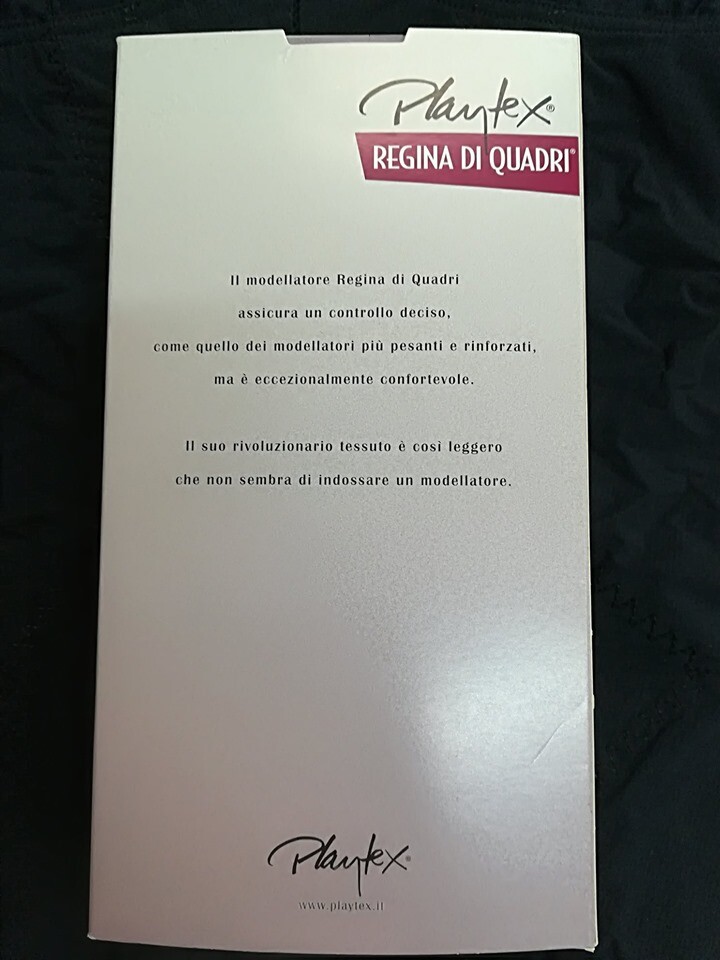 Playtex®
REGINA DI QUADRI®
Il modellatore Regina di Quadri
assicura un controllo deciso,
come quello dei modellatori più pesanti e rinforzati,
ma è eccezionalmente confortevole.
Il suo rivoluzionario tessuto è così leggero
che non sembra di indossare un modellatore.
Playtex®
www.playtex.it